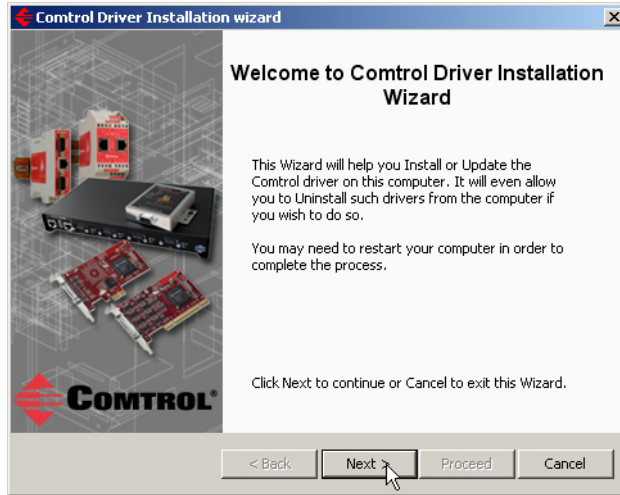 Comtrol Driver Installation wizard
Welcome to Comtrol Driver Installation
Wizard
This Wizard will help you Install or Update the
Comtrol driver on this computer. It will even allow
you to Uninstall such drivers from the computer if
you wish to do so.
You may need to restart your computer in order to
complete the process.
Click Next to continue or Cancel to exit this Wizard.
COMTROL®
< Back Next > Proceed Cancel